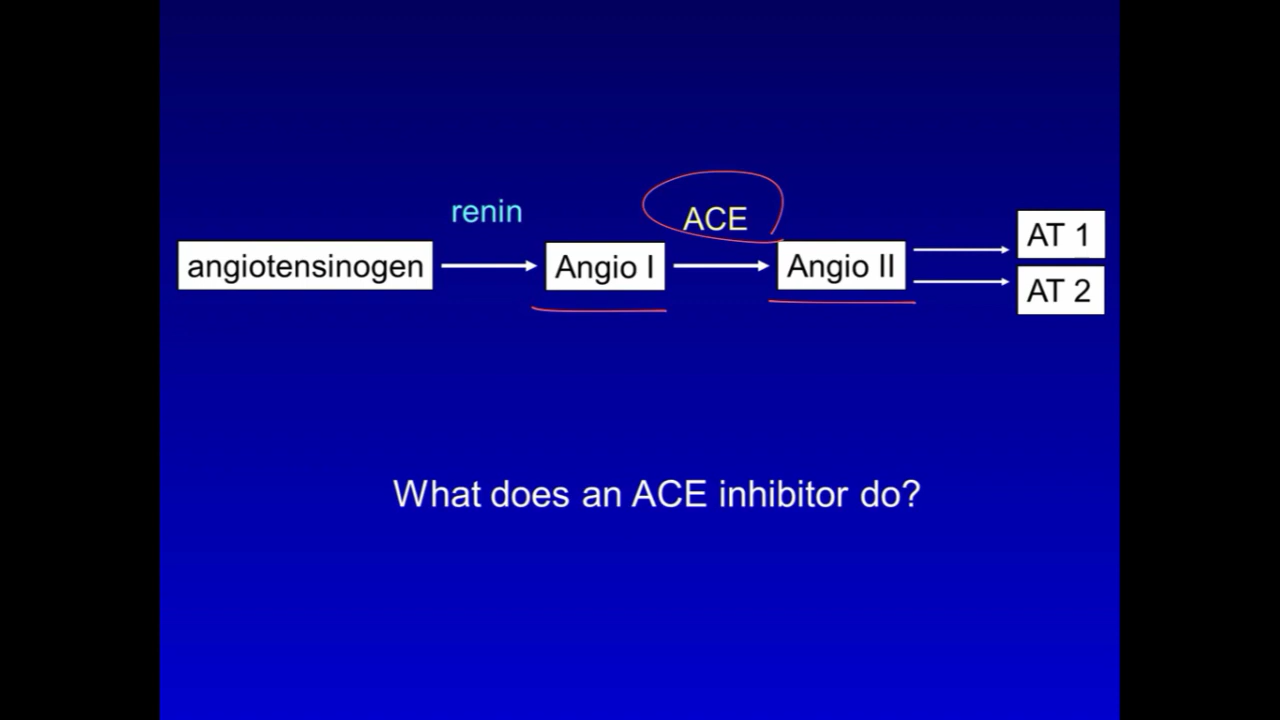 renin
ACE
angiotensinogen
Angio I
Angio II
AT 1
AT 2
What does an ACE inhibitor do?